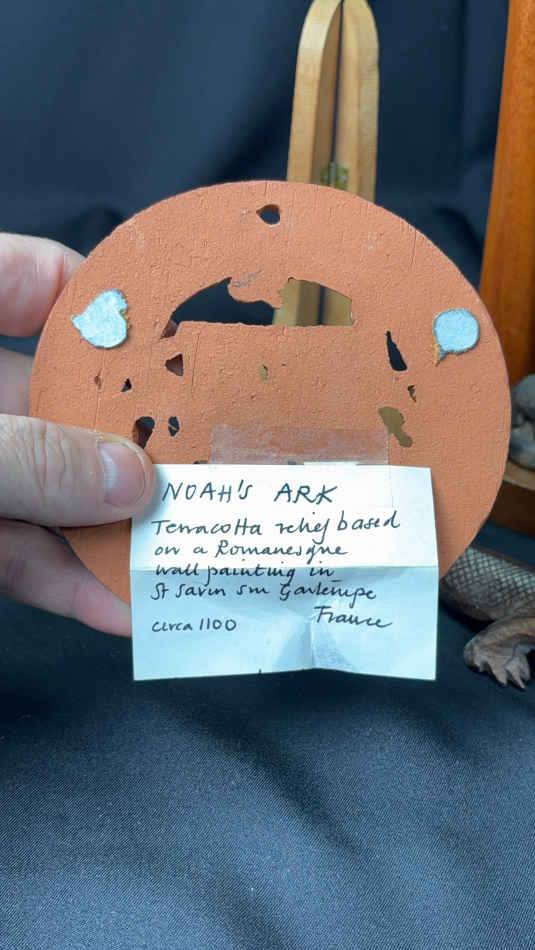 NOAH'S ARK
Terracotta relief based
on a Romanesque
wall painting in
St Savin sur Gartempe
France
circa 1100